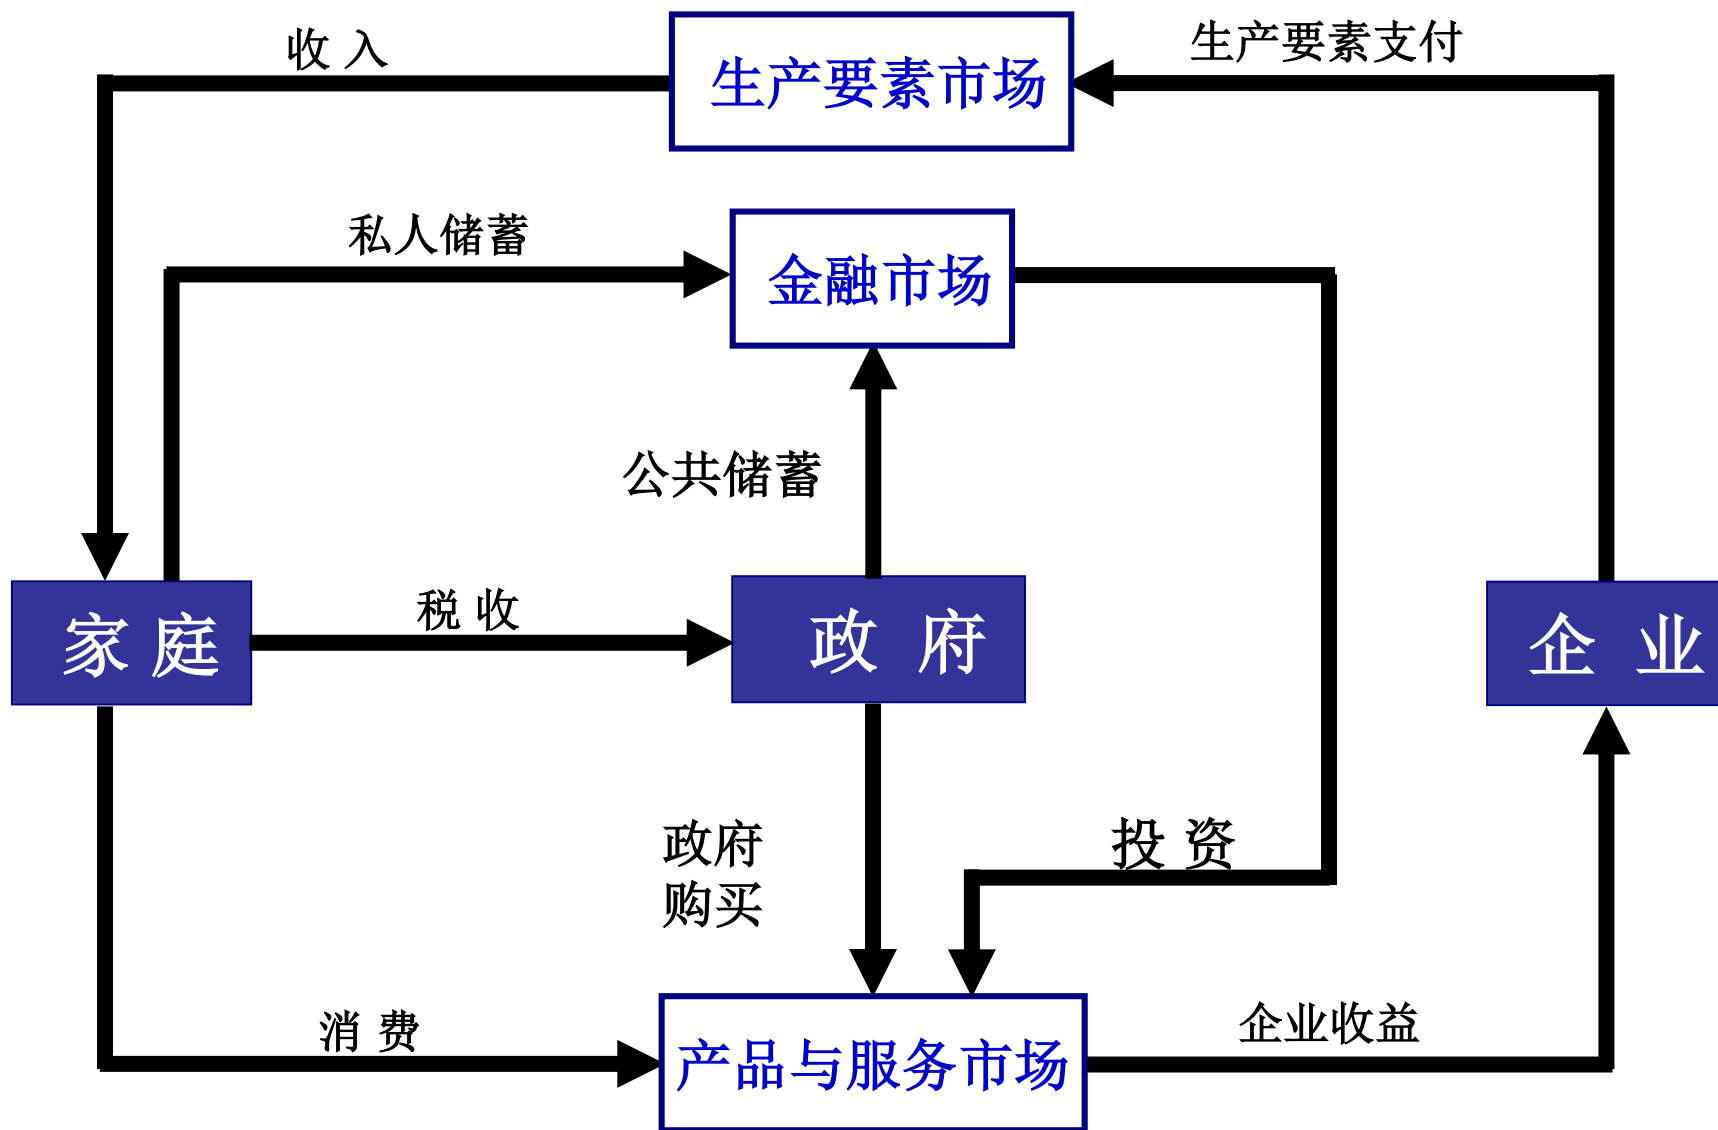 收 入
生产要素支付
生产要素市场
私人储蓄
金融市场
公共储蓄
税 收
家 庭
政 府
企 业
政府
购买
投 资
消 费
企业收益
产品与服务市场